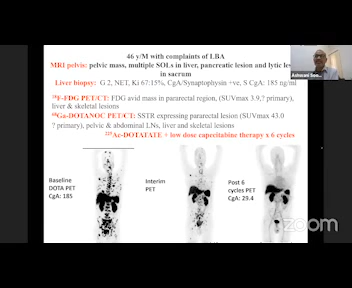 46 y/M with complaints of LBA
MRI pelvis: pelvic mass, multiple SOLs in liver, pancreatic lesion and lytic lesi
in sacrum
Liver biopsy: G 2, NET, Ki 67:15%, CgA/Synaptophysin +ve, S CgA: 185 ng/ml
18F-FDG PET/CT: FDG avid mass in pararectal region, (SUVmax 3.9,? primary), liver & skeletal lesions
68Ga-DOTANOC PET/CT: SSTR expressing pararectal lesion (SUVmax 43.0
? primary), pelvic & abdominal LNs, liver and skeletal lesions
225Ac-DOTATATE + low dose capecitabine therapy x 6 cycles
Baseline
DOTA PET
CgA: 185
Interim
PET
Post 6
cycles PET
CgA: 29.4
zoom